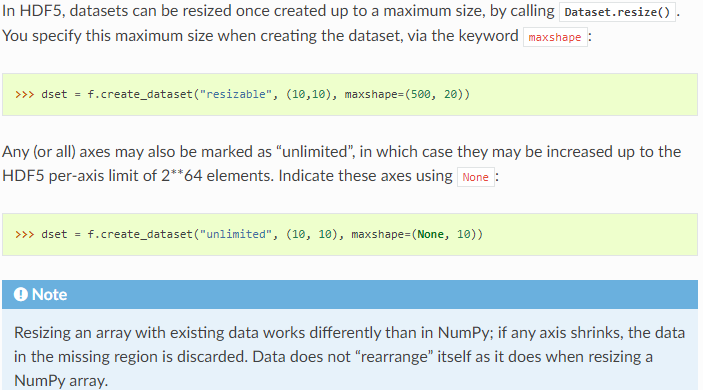 In HDF5, datasets can be resized once created up to a maximum size, by calling Dataset.resize().
You specify this maximum size when creating the dataset, via the keyword maxshape:
>>> dset = f.create_dataset("resizable", (10,10), maxshape=(500, 20))
Any (or all) axes may also be marked as “unlimited”, in which case they may be increased up to the
HDF5 per-axis limit of 2**64 elements. Indicate these axes using None:
>>> dset = f.create_dataset("unlimited", (10, 10), maxshape=(None, 10))
Note
Resizing an array with existing data works differently than in NumPy; if any axis shrinks, the data
in the missing region is discarded. Data does not “rearrange” itself as it does when resizing a
NumPy array.